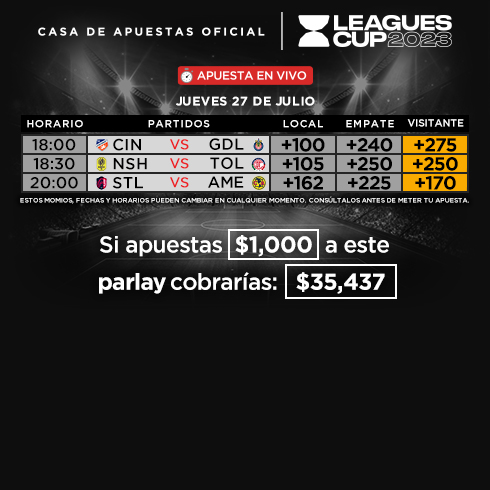 CASA DE APUESTAS OFICIAL
LEAGUES
CUP 2023
APUESTA EN VIVO
JUEVES 27 DE JULIO
HORARIO PARTIDOS LOCAL EMPATE VISITANTE
18:00 CIN VS GDL +100 +240 +275
18:30 NSH VS TOL +105 +250 +250
20:00 STL VS AME +162 +225 +170
ESTOS MOMIOS, FECHAS Y HORARIOS PUEDEN CAMBIAR EN CUALQUIER MOMENTO. CONSÚLTALOS ANTES DE METER TU APUESTA.
Si apuestas $1,000 a este
parlay cobrarías: $35,437